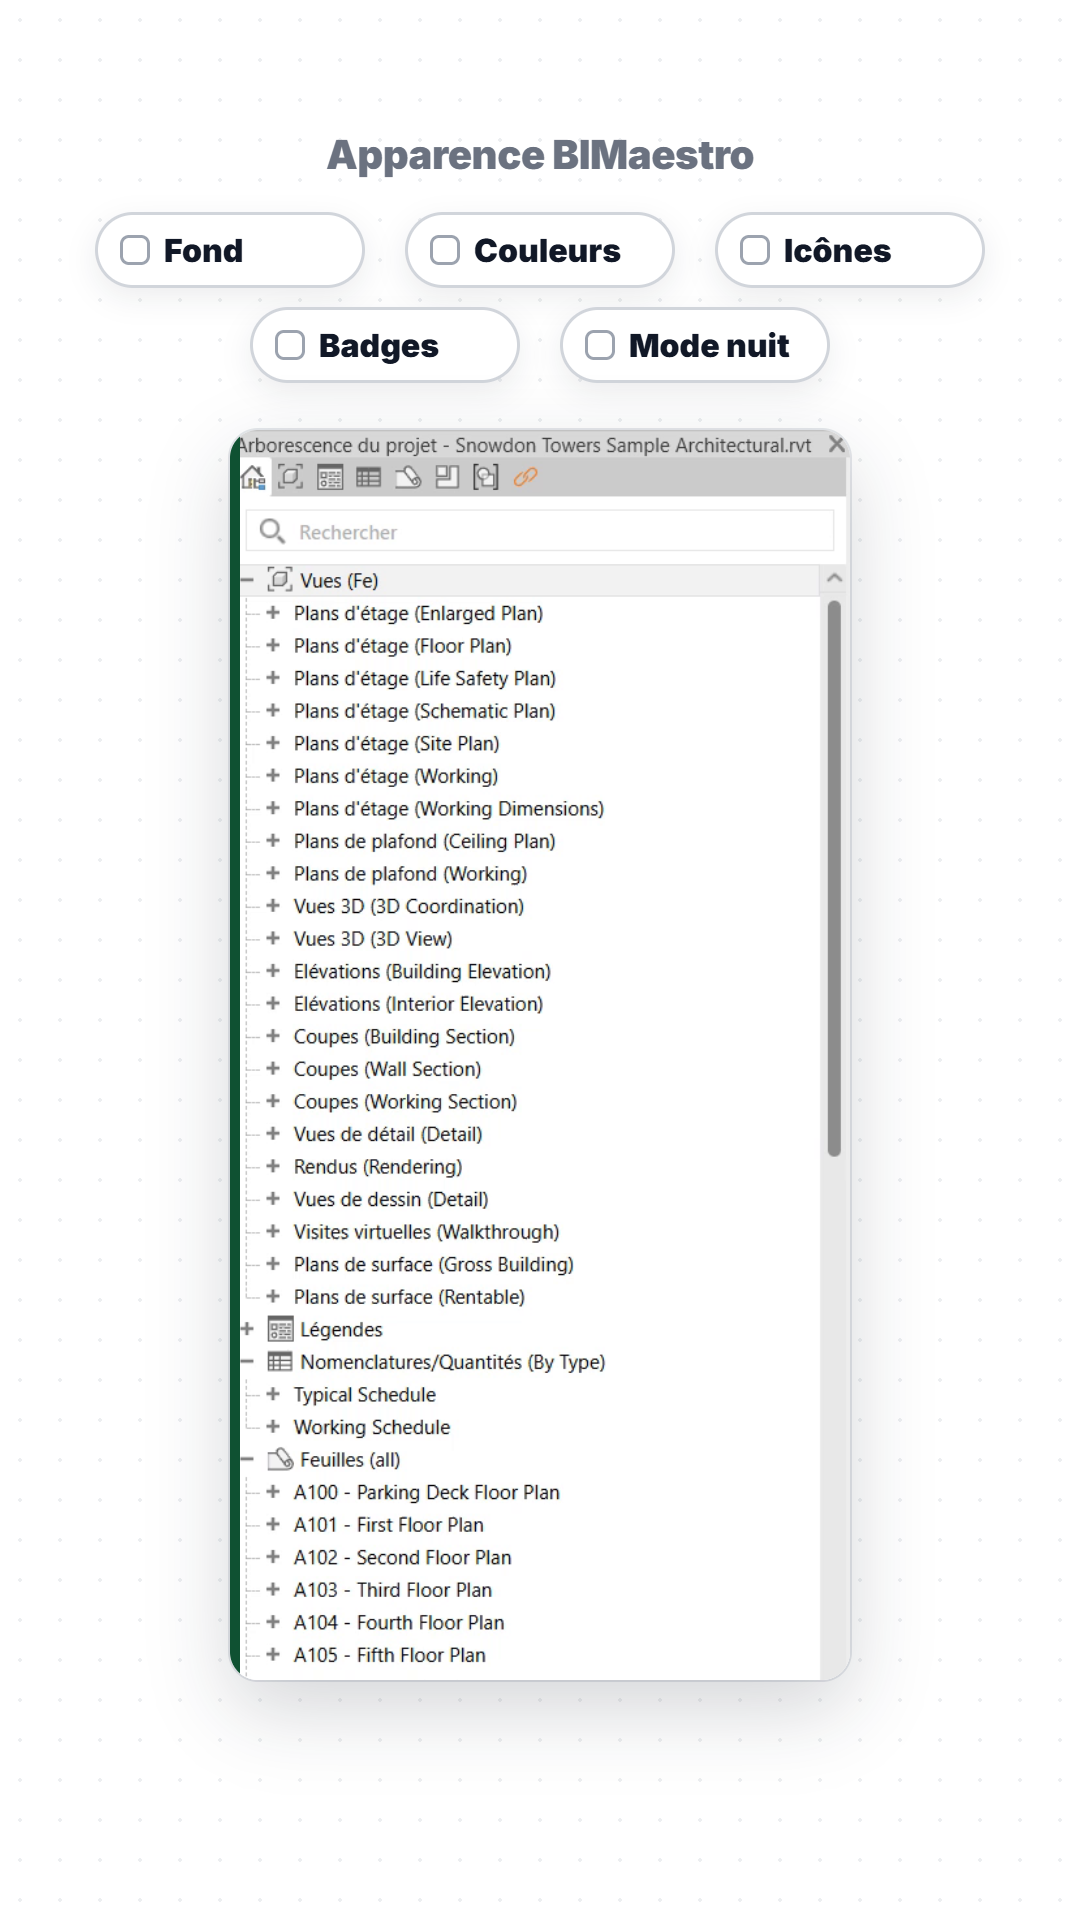 Apparence BIMaestro
Fond
Couleurs
Icônes
Badges
Mode nuit
Arborescence du projet - Snowdon Towers Sample Architectural.rvt
Rechercher
Vues (Fe)
Plans d'étage (Enlarged Plan)
Plans d'étage (Floor Plan)
Plans d'étage (Life Safety Plan)
Plans d'étage (Schematic Plan)
Plans d'étage (Site Plan)
Plans d'étage (Working)
Plans d'étage (Working Dimensions)
Plans de plafond (Ceiling Plan)
Plans de plafond (Working)
Vues 3D (3D Coordination)
Vues 3D (3D View)
Elévations (Building Elevation)
Elévations (Interior Elevation)
Coupes (Building Section)
Coupes (Wall Section)
Coupes (Working Section)
Vues de détail (Detail)
Rendus (Rendering)
Vues de dessin (Detail)
Visites virtuelles (Walkthrough)
Plans de surface (Gross Building)
Plans de surface (Rentable)
Légendes
Nomenclatures/Quantités (By Type)
Typical Schedule
Working Schedule
Feuilles (all)
A100 - Parking Deck Floor Plan
A101 - First Floor Plan
A102 - Second Floor Plan
A103 - Third Floor Plan
A104 - Fourth Floor Plan
A105 - Fifth Floor Plan